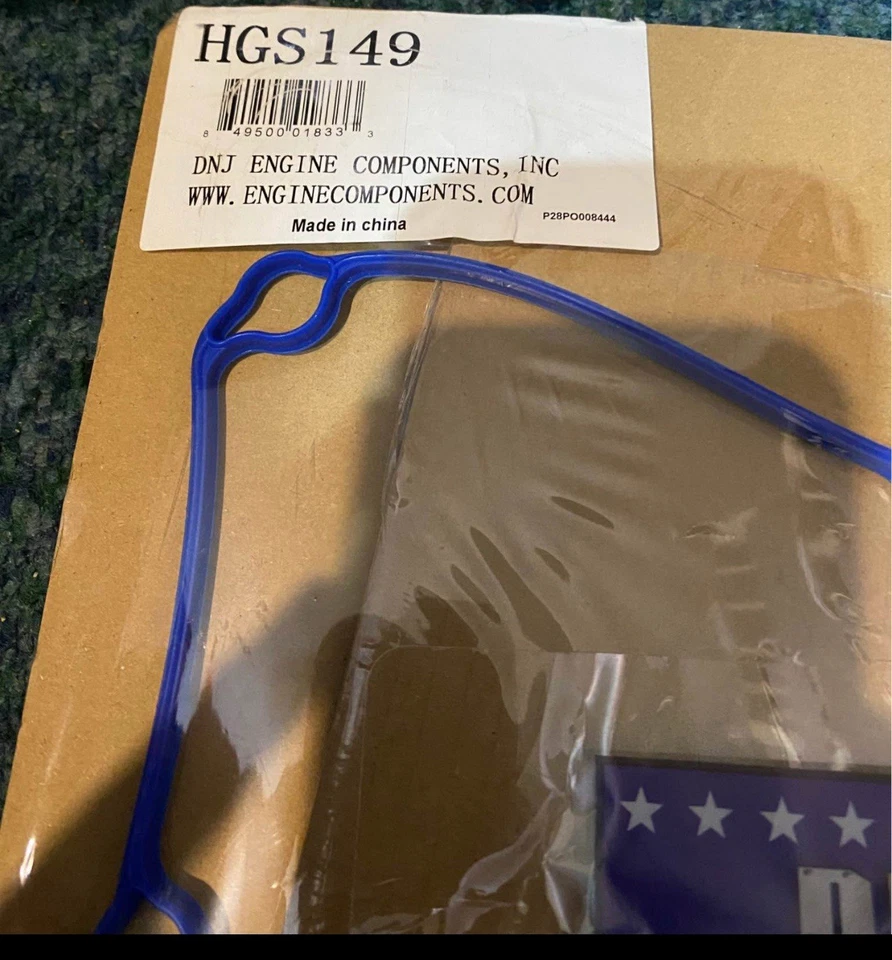 HGS149
8 49500 01833 3
DNJ ENGINE COMPONENTS, INC
WWW. ENGINECOMPONENTS. COM
Made in china
P28PO008444